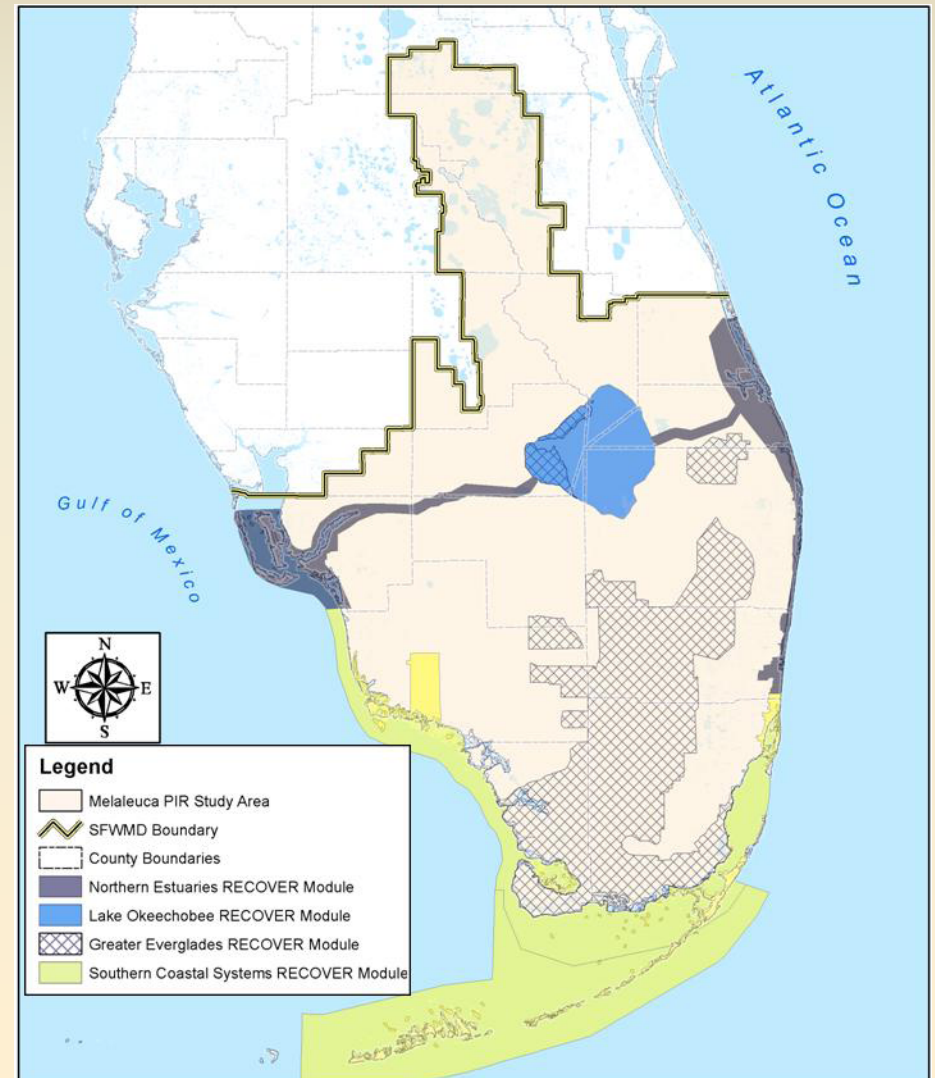 Atlantic Ocean
Gulf of Mexico
N
W E
S
Legend
Melaleuca PIR Study Area
SFWMD Boundary
County Boundaries
Northern Estuaries RECOVER Module
Lake Okeechobee RECOVER Module
Greater Everglades RECOVER Module
Southern Coastal Systems RECOVER Module